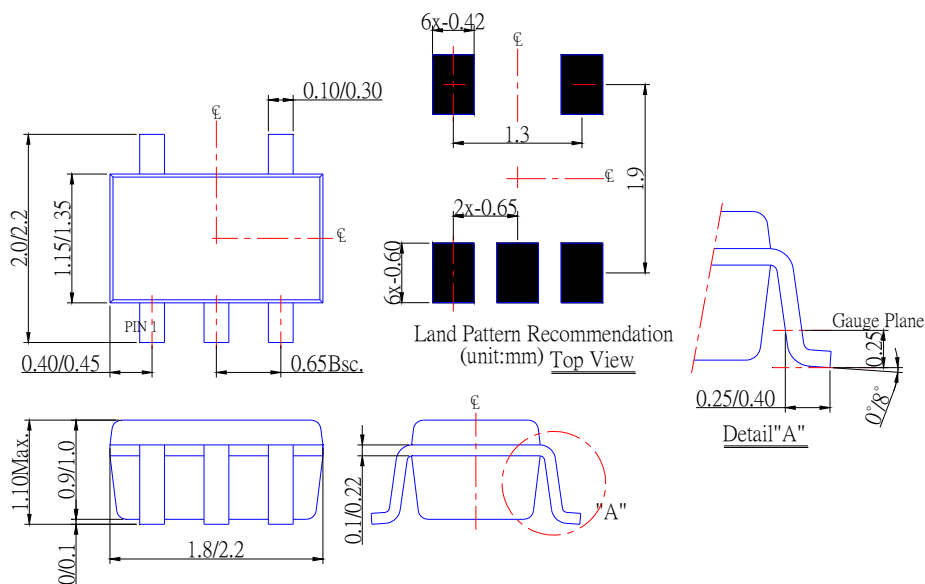 6x-0.42
℄
0.10/0.30
℄
1.3
2.0/2.2
1.15/1.35
℄
℄
1.9
2x-0.65
6x-0.60
PIN 1
Land Pattern Recommendation
(unit:mm) Top View
0.40/0.45
0.65Bsc.
Gauge Plane
0.25
0.25/0.40
0°/8°
Detail"A"
℄
1.10Max.
0.9/1.0
0.1/0.22
"A"
1.8/2.2
0/0.1